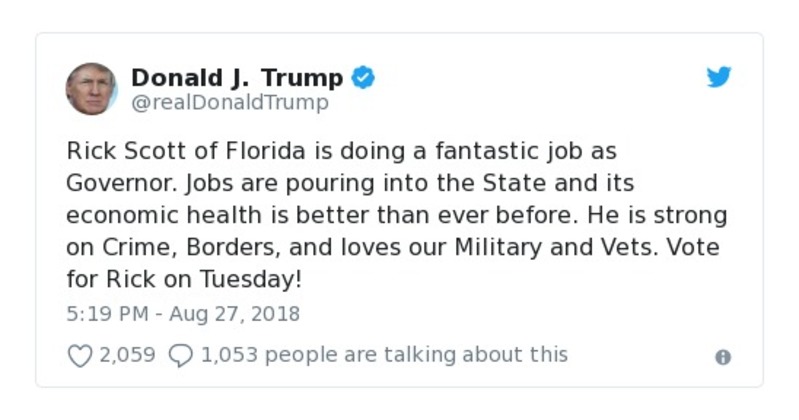 Donald J. Trump
@realDonaldTrump
Rick Scott of Florida is doing a fantastic job as
Governor. Jobs are pouring into the State and its
economic health is better than ever before. He is strong
on Crime, Borders, and loves our Military and Vets. Vote
for Rick on Tuesday!
5:19 PM - Aug 27, 2018
2,059 1,053 people are talking about this